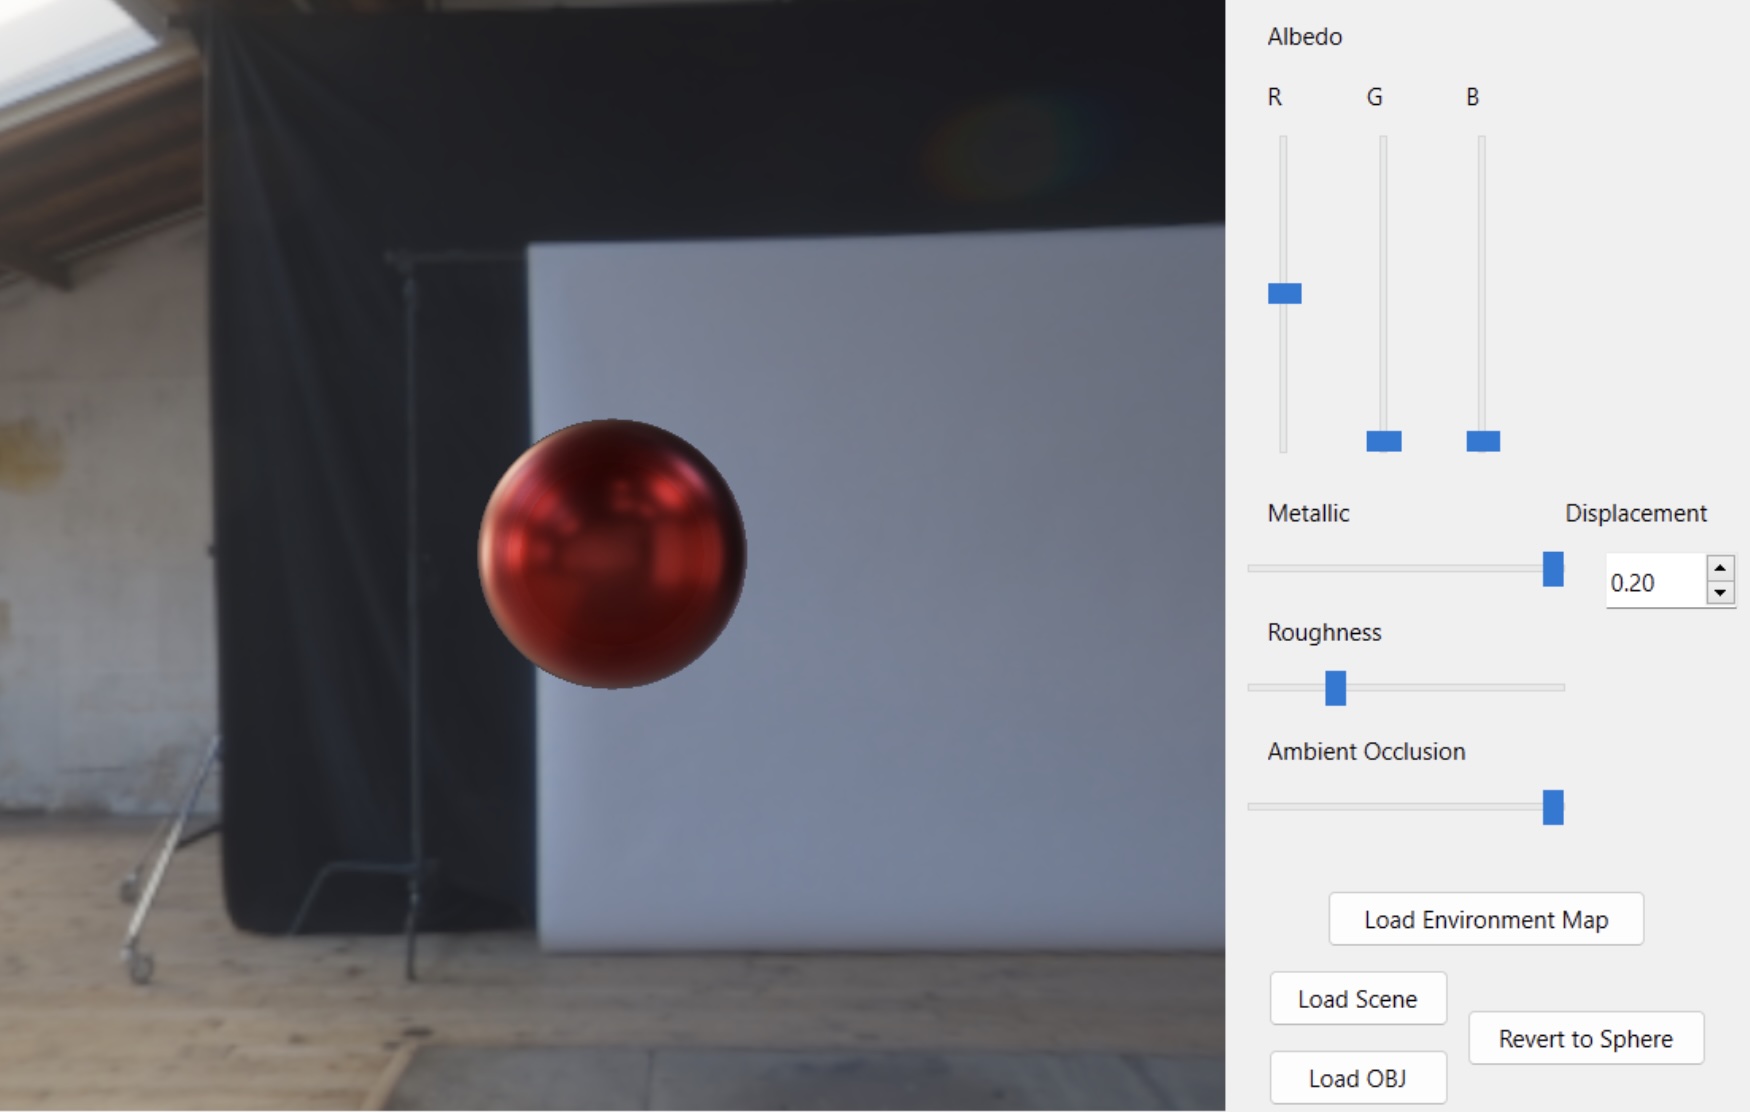 Albedo
R G B
Metallic Displacement
0.20
Roughness
Ambient Occlusion
Load Environment Map
Load Scene
Revert to Sphere
Load OBJ